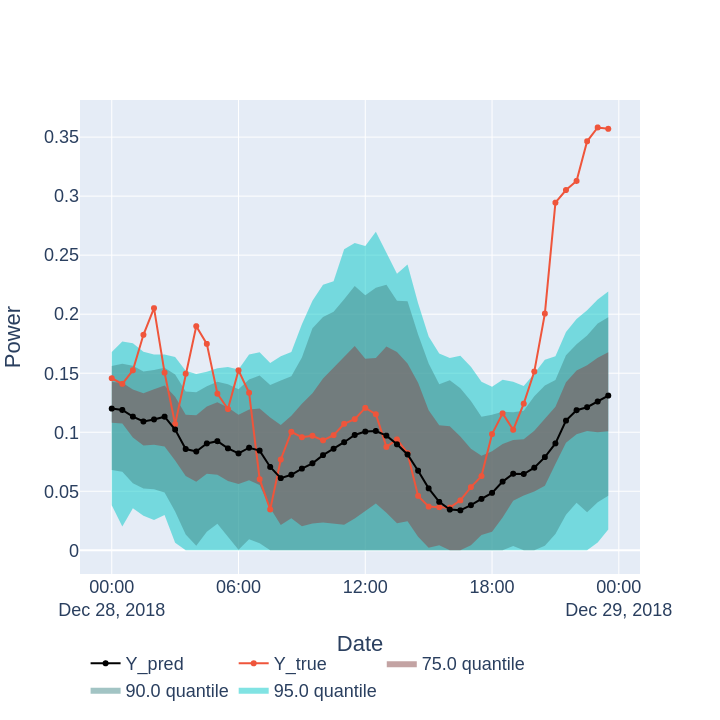 0.35
0.3
0.25
0.2
0.15
0.1
0.05
0
Power
00:00 06:00 12:00 18:00 00:00
Dec 28, 2018 Dec 29, 2018
Date
Y_pred Y_true 75.0 quantile
90.0 quantile 95.0 quantile